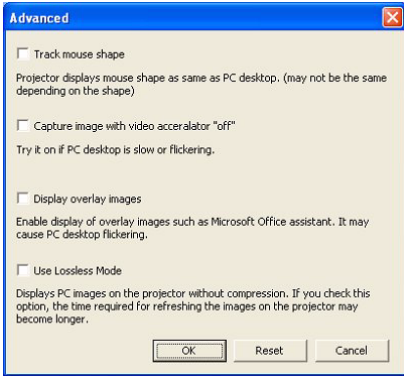 Advanced
Track mouse shape
Projector displays mouse shape as same as PC desktop. (may not be the same
depending on the shape)
Capture image with video acceralator "off"
Try it on if PC desktop is slow or flickering.
Display overlay images
Enable display of overlay images such as Microsoft Office assistant. It may
cause PC desktop flickering.
Use Lossless Mode
Displays PC images on the projector without compression. If you check this
option, the time required for refreshing the images on the projector may
become longer.
OK Reset Cancel